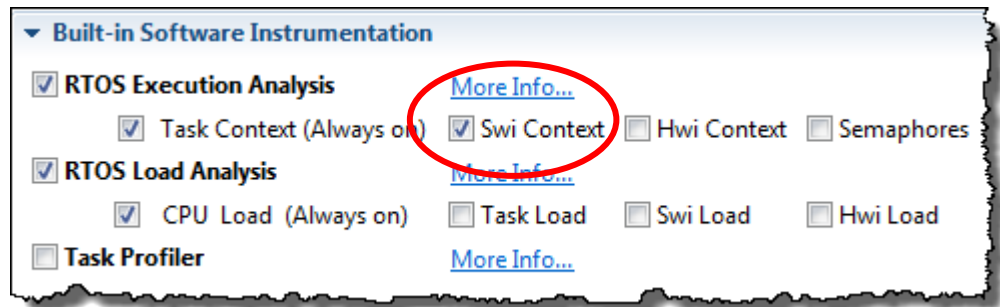 Built-in Software Instrumentation
RTOS Execution Analysis More Info...
Task Context (Always on) Swi Context Hwi Context Semaphores
RTOS Load Analysis More Info...
CPU Load (Always on) Task Load Swi Load Hwi Load
Task Profiler More Info...